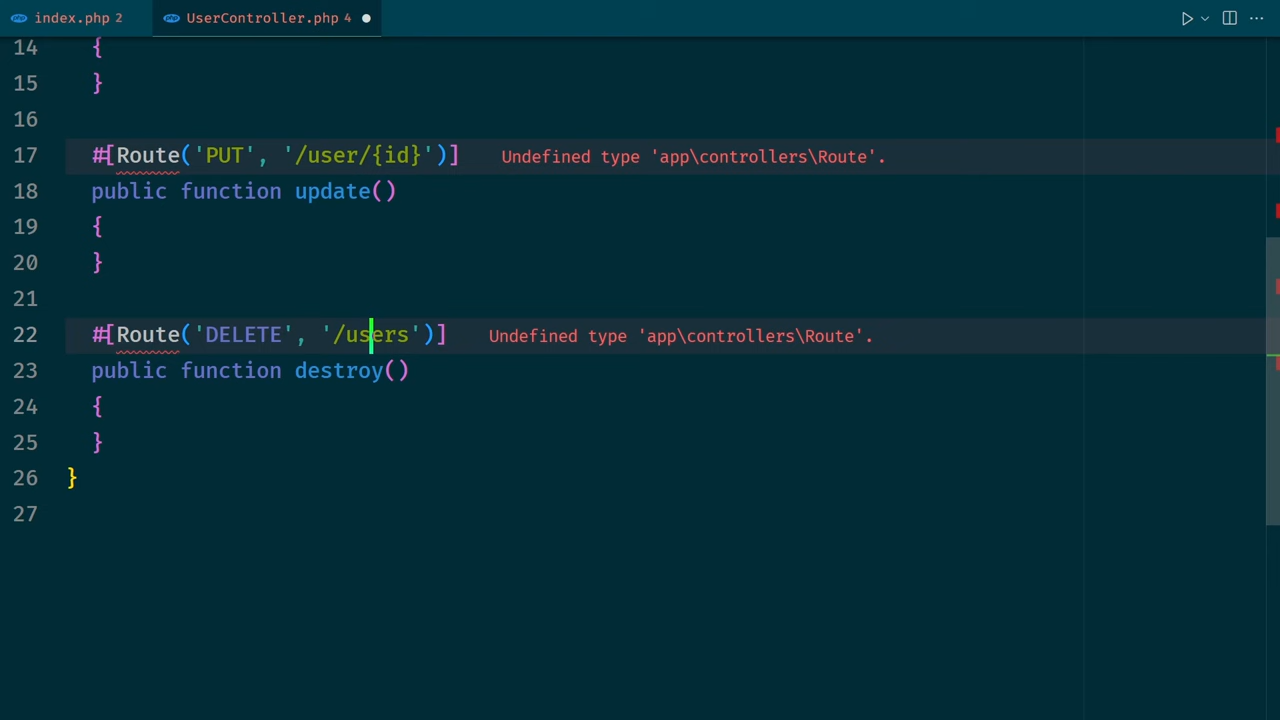 php index.php 2 php UserController.php 4
14 {
15 }
16
17 #[Route('PUT', '/user/{id}')] Undefined type 'app\controllers\Route'.
18 public function update()
19 {
20 }
21
22 #[Route('DELETE', '/users')] Undefined type 'app\controllers\Route'.
23 public function destroy()
24 {
25 }
26 }
27